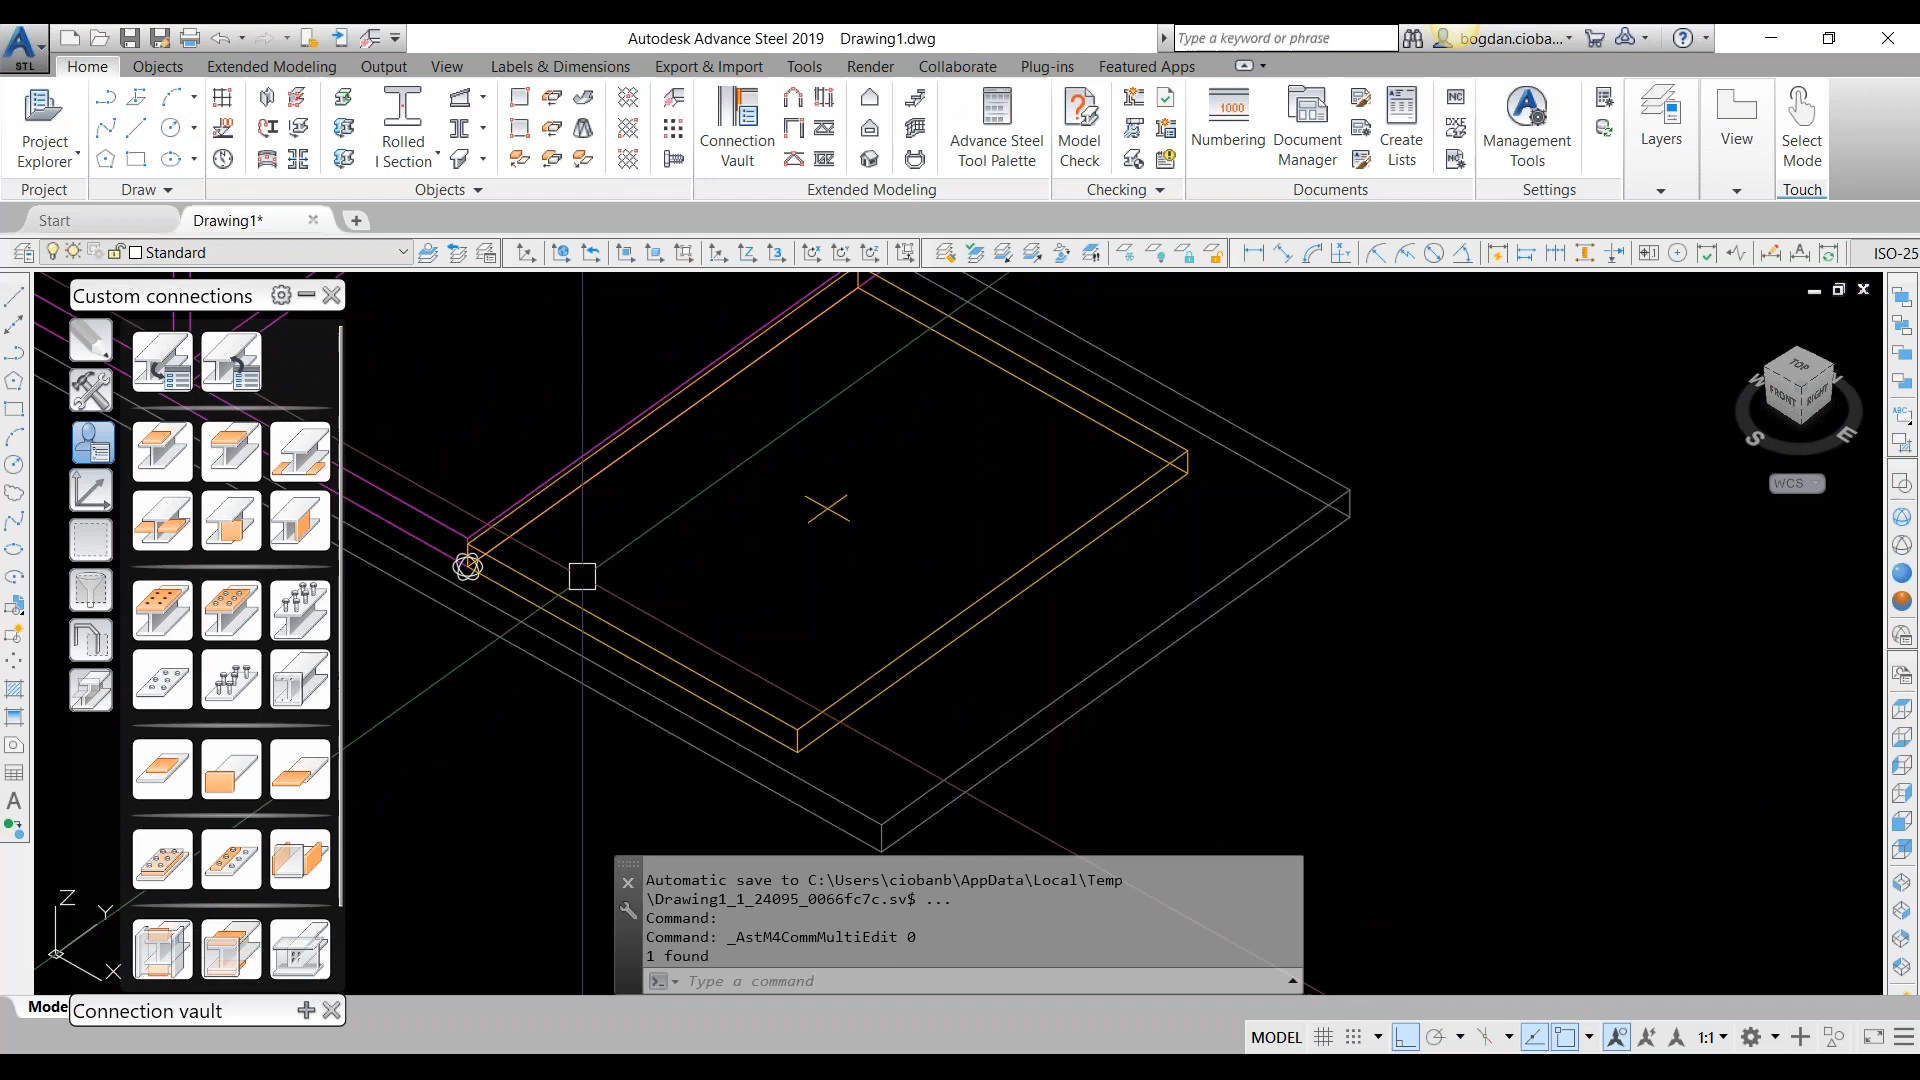 STL
Autodesk Advance Steel 2019 Drawing1.dwg
Type a keyword or phrase
bogdan.cioba...
Home Objects Extended Modeling Output View Labels & Dimensions Export & Import Tools Render Collaborate Plug-ins Featured Apps
Project
Explorer
Rolled
I Section
Connection
Vault
Advance Steel
Tool Palette
Model
Check
1000
Numbering
Document
Manager
Create
Lists
NC
DXF
NC
Management
Tools
Layers
View
Select
Mode
Project Draw Objects Extended Modeling Checking Documents Settings Touch
Start Drawing1*
Standard
ISO-25
Custom connections
TOP
FRONT
RIGHT
W
S
E
WCS
ABC
Z
Y
X
Automatic save to C:\Users\ciobanb\AppData\Local\Temp
\Drawing1_1_24095_0066fc7c.sv$ ...
Command:
Command: _AstM4CommMultiEdit 0
1 found
Type a command
Mode
Connection vault
MODEL
1:1